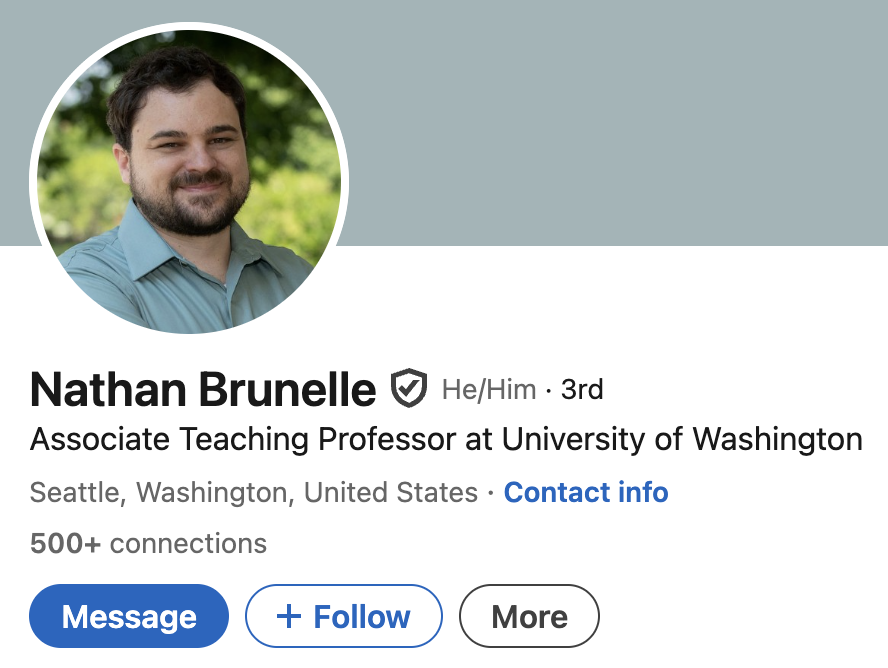 Nathan Brunelle He/Him · 3rd
Associate Teaching Professor at University of Washington
Seattle, Washington, United States · Contact info
500+ connections
Message + Follow More